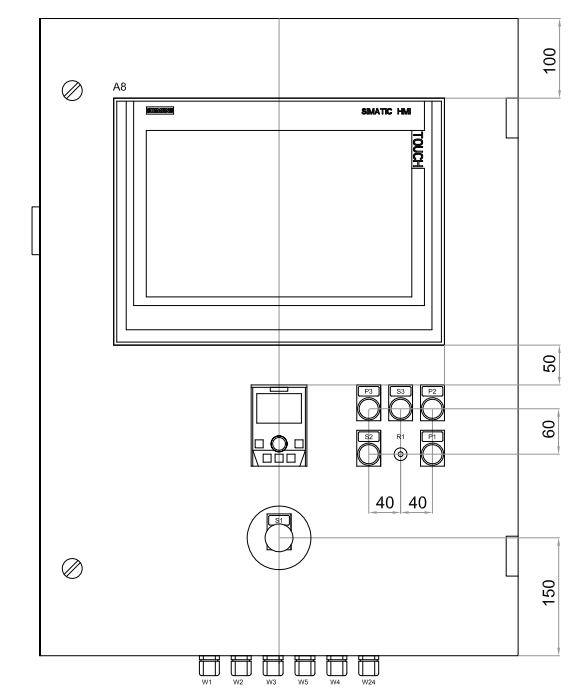 100
A8
SIEMENS
SIMATIC HMI
TOUCH
50
P3
S3
P2
60
S2
R1
P1
40
40
S1
150
W1
W2
W3
W5
W4
W24